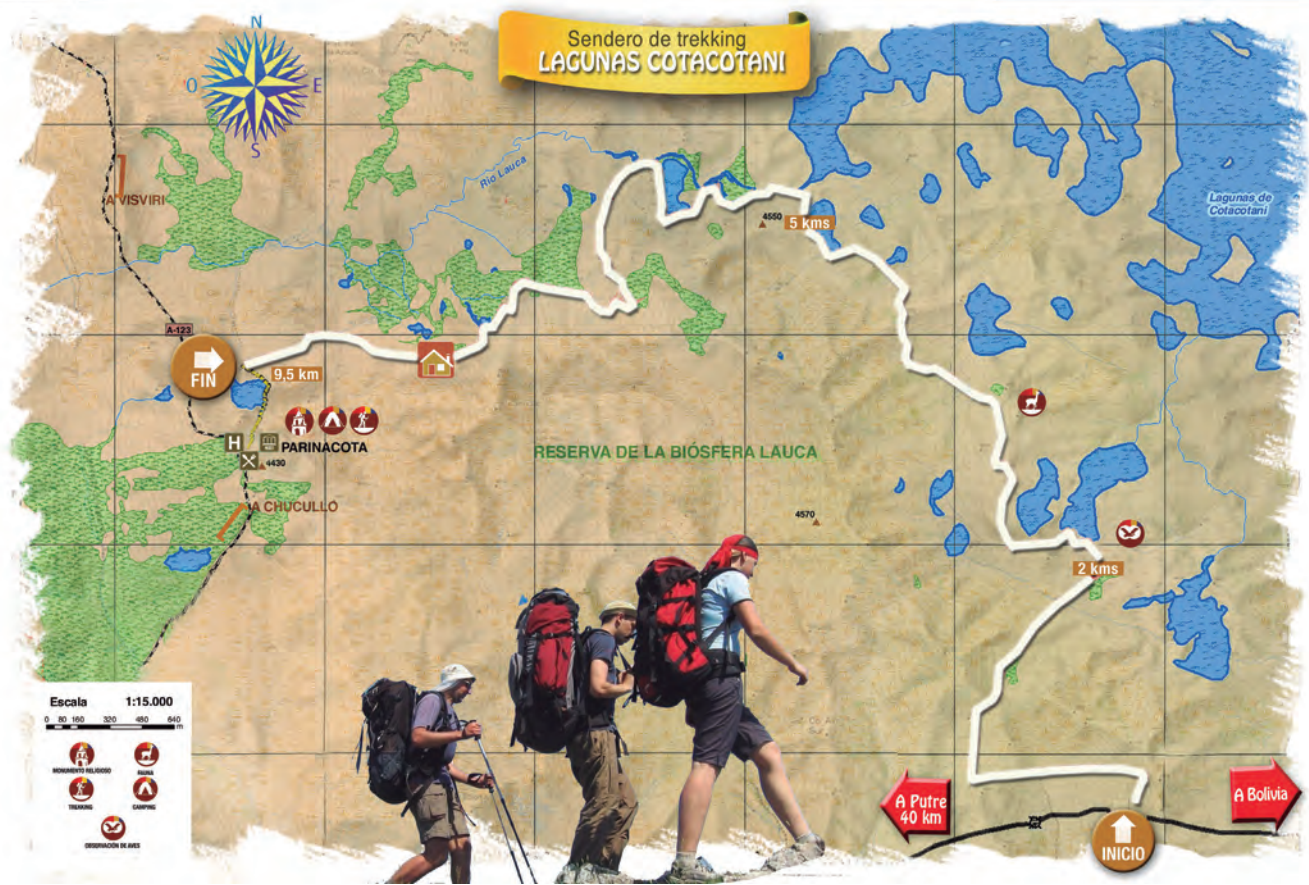 Sendero de trekking
LAGUNAS COTACOTANI
N
O
E
S
Río Lauca
A VISVIRI
Lagunas de
Cotacotani
4550
5 kms
A-123
FIN
9,5 km
H
PARINACOTA
4430
RESERVA DE LA BIÓSFERA LAUCA
A CHUCULLO
4570
2 kms
Escala 1:15.000
0 80 160 320 480 640
m
MONUMENTO RELIGIOSO
FAUNA
TREKKING
CAMPING
OBSERVACIÓN DE AVES
A Putre
40 km
A Bolivia
INICIO